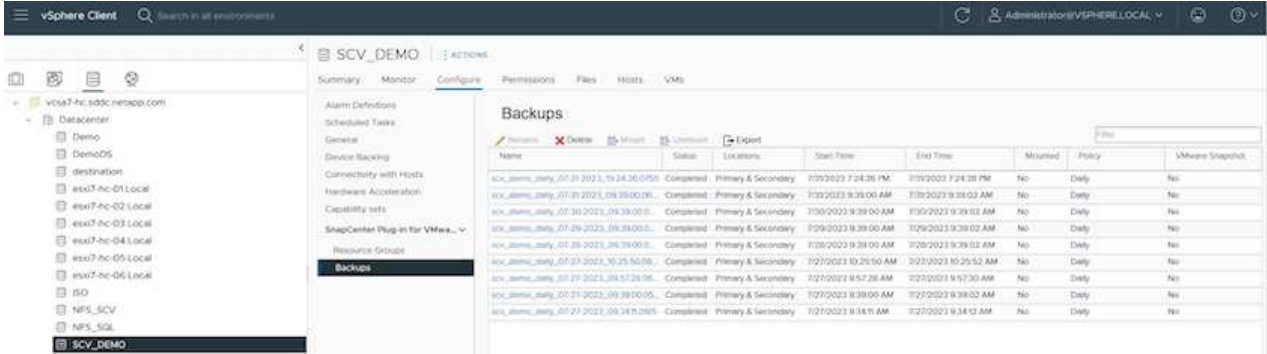 vSphere Client Search in all environments Administrator@VSPHERE.LOCAL
SCV_DEMO ACTIONS
Summary Monitor Configure Permissions Files Hosts VMs
vcsa7-hc.sddc.netapp.com
Datacenter
Demo
DemoDS
destination
esxi7-hc-01 Local
esxi7-hc-02 Local
esxi7-hc-03 Local
esxi7-hc-04 Local
esxi7-hc-05 Local
esxi7-hc-06 Local
ISO
NFS_SCV
NFS_SQL
SCV_DEMO
Alarm Definitions
Scheduled Tasks
General
Device Backing
Connectivity with Hosts
Hardware Acceleration
Capability sets
SnapCenter Plug-in for VMwa...
Resource Groups
Backups
Backups
Rename Delete Mount Unmount Export Filter
Name Status Locations Start Time End Time Mounted Policy VMware Snapshot
Completed Primary & Secondary 7/31/2023 7:24:36 PM 7/31/2023 7:24:38 PM No Daily No
Completed Primary & Secondary 7/31/2023 9:39:00 AM 7/31/2023 9:39:02 AM No Daily No
Completed Primary & Secondary 7/30/2023 9:39:00 AM 7/30/2023 9:39:02 AM No Daily No
Completed Primary & Secondary 7/29/2023 9:39:00 AM 7/29/2023 9:39:02 AM No Daily No
Completed Primary & Secondary 7/28/2023 9:39:00 AM 7/28/2023 9:39:02 AM No Daily No
Completed Primary & Secondary 7/27/2023 10:25:50 AM 7/27/2023 10:25:52 AM No Daily No
Completed Primary & Secondary 7/27/2023 9:57:28 AM 7/27/2023 9:57:30 AM No Daily No
Completed Primary & Secondary 7/27/2023 9:39:00 AM 7/27/2023 9:39:02 AM No Daily No
Completed Primary & Secondary 7/27/2023 9:34:11 AM 7/27/2023 9:34:12 AM No Daily No